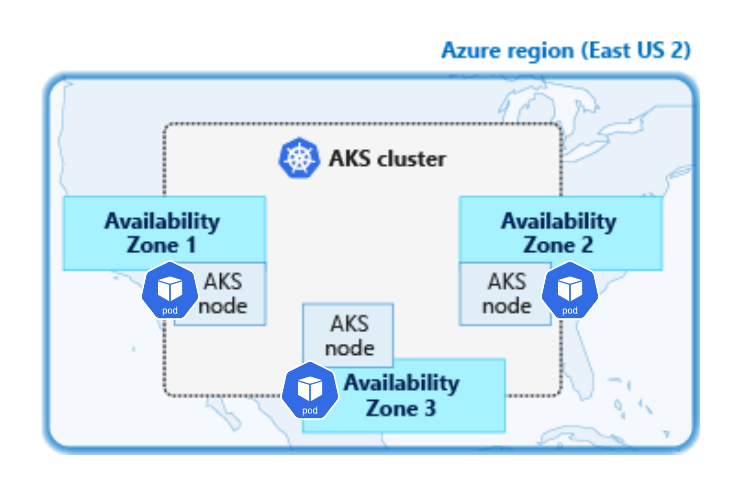 Azure region (East US 2)
AKS cluster
Availability
Zone 1
Availability
Zone 2
AKS
node
pod
AKS
node
pod
AKS
node
pod
Availability
Zone 3